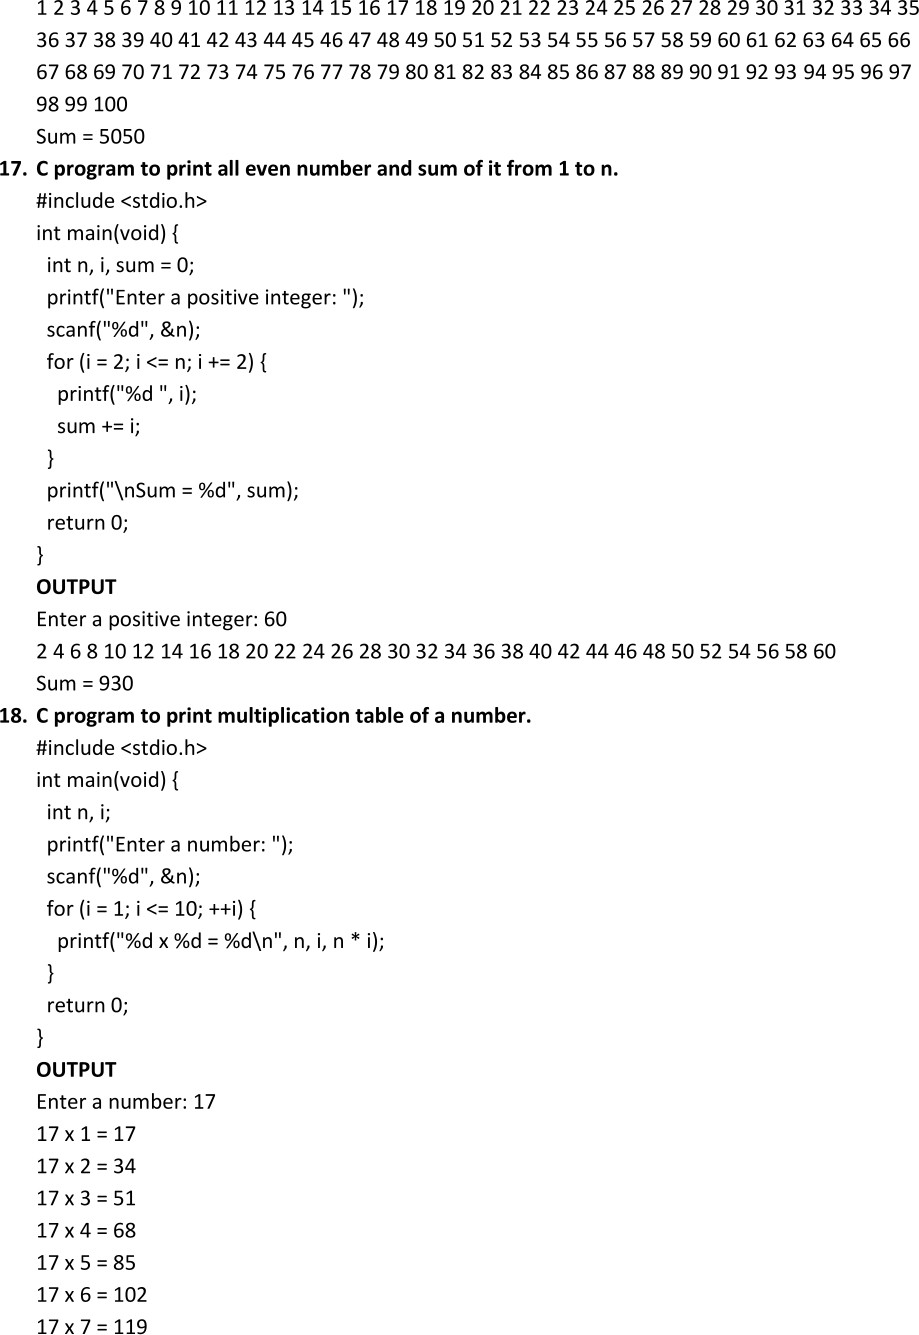 1 2 3 4 5 6 7 8 9 10 11 12 13 14 15 16 17 18 19 20 21 22 23 24 25 26 27 28 29 30 31 32 33 34 35
36 37 38 39 40 41 42 43 44 45 46 47 48 49 50 51 52 53 54 55 56 57 58 59 60 61 62 63 64 65 66
67 68 69 70 71 72 73 74 75 76 77 78 79 80 81 82 83 84 85 86 87 88 89 90 91 92 93 94 95 96 97
98 99 100
Sum = 5050
17. C program to print all even number and sum of it from 1 to n.
#include <stdio.h>
int main(void) {
  int n, i, sum = 0;
  printf("Enter a positive integer: ");
  scanf("%d", &n);
  for (i = 2; i <= n; i += 2) {
    printf("%d ", i);
    sum += i;
  }
  printf("\nSum = %d", sum);
  return 0;
}
OUTPUT
Enter a positive integer: 60
2 4 6 8 10 12 14 16 18 20 22 24 26 28 30 32 34 36 38 40 42 44 46 48 50 52 54 56 58 60
Sum = 930
18. C program to print multiplication table of a number.
#include <stdio.h>
int main(void) {
  int n, i;
  printf("Enter a number: ");
  scanf("%d", &n);
  for (i = 1; i <= 10; ++i) {
    printf("%d x %d = %d\n", n, i, n * i);
  }
  return 0;
}
OUTPUT
Enter a number: 17
17 x 1 = 17
17 x 2 = 34
17 x 3 = 51
17 x 4 = 68
17 x 5 = 85
17 x 6 = 102
17 x 7 = 119